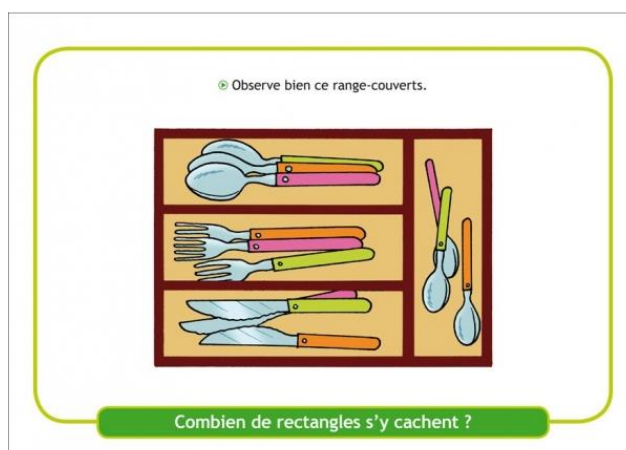 Observe bien ce range-couverts.
Combien de rectangles s'y cachent ?